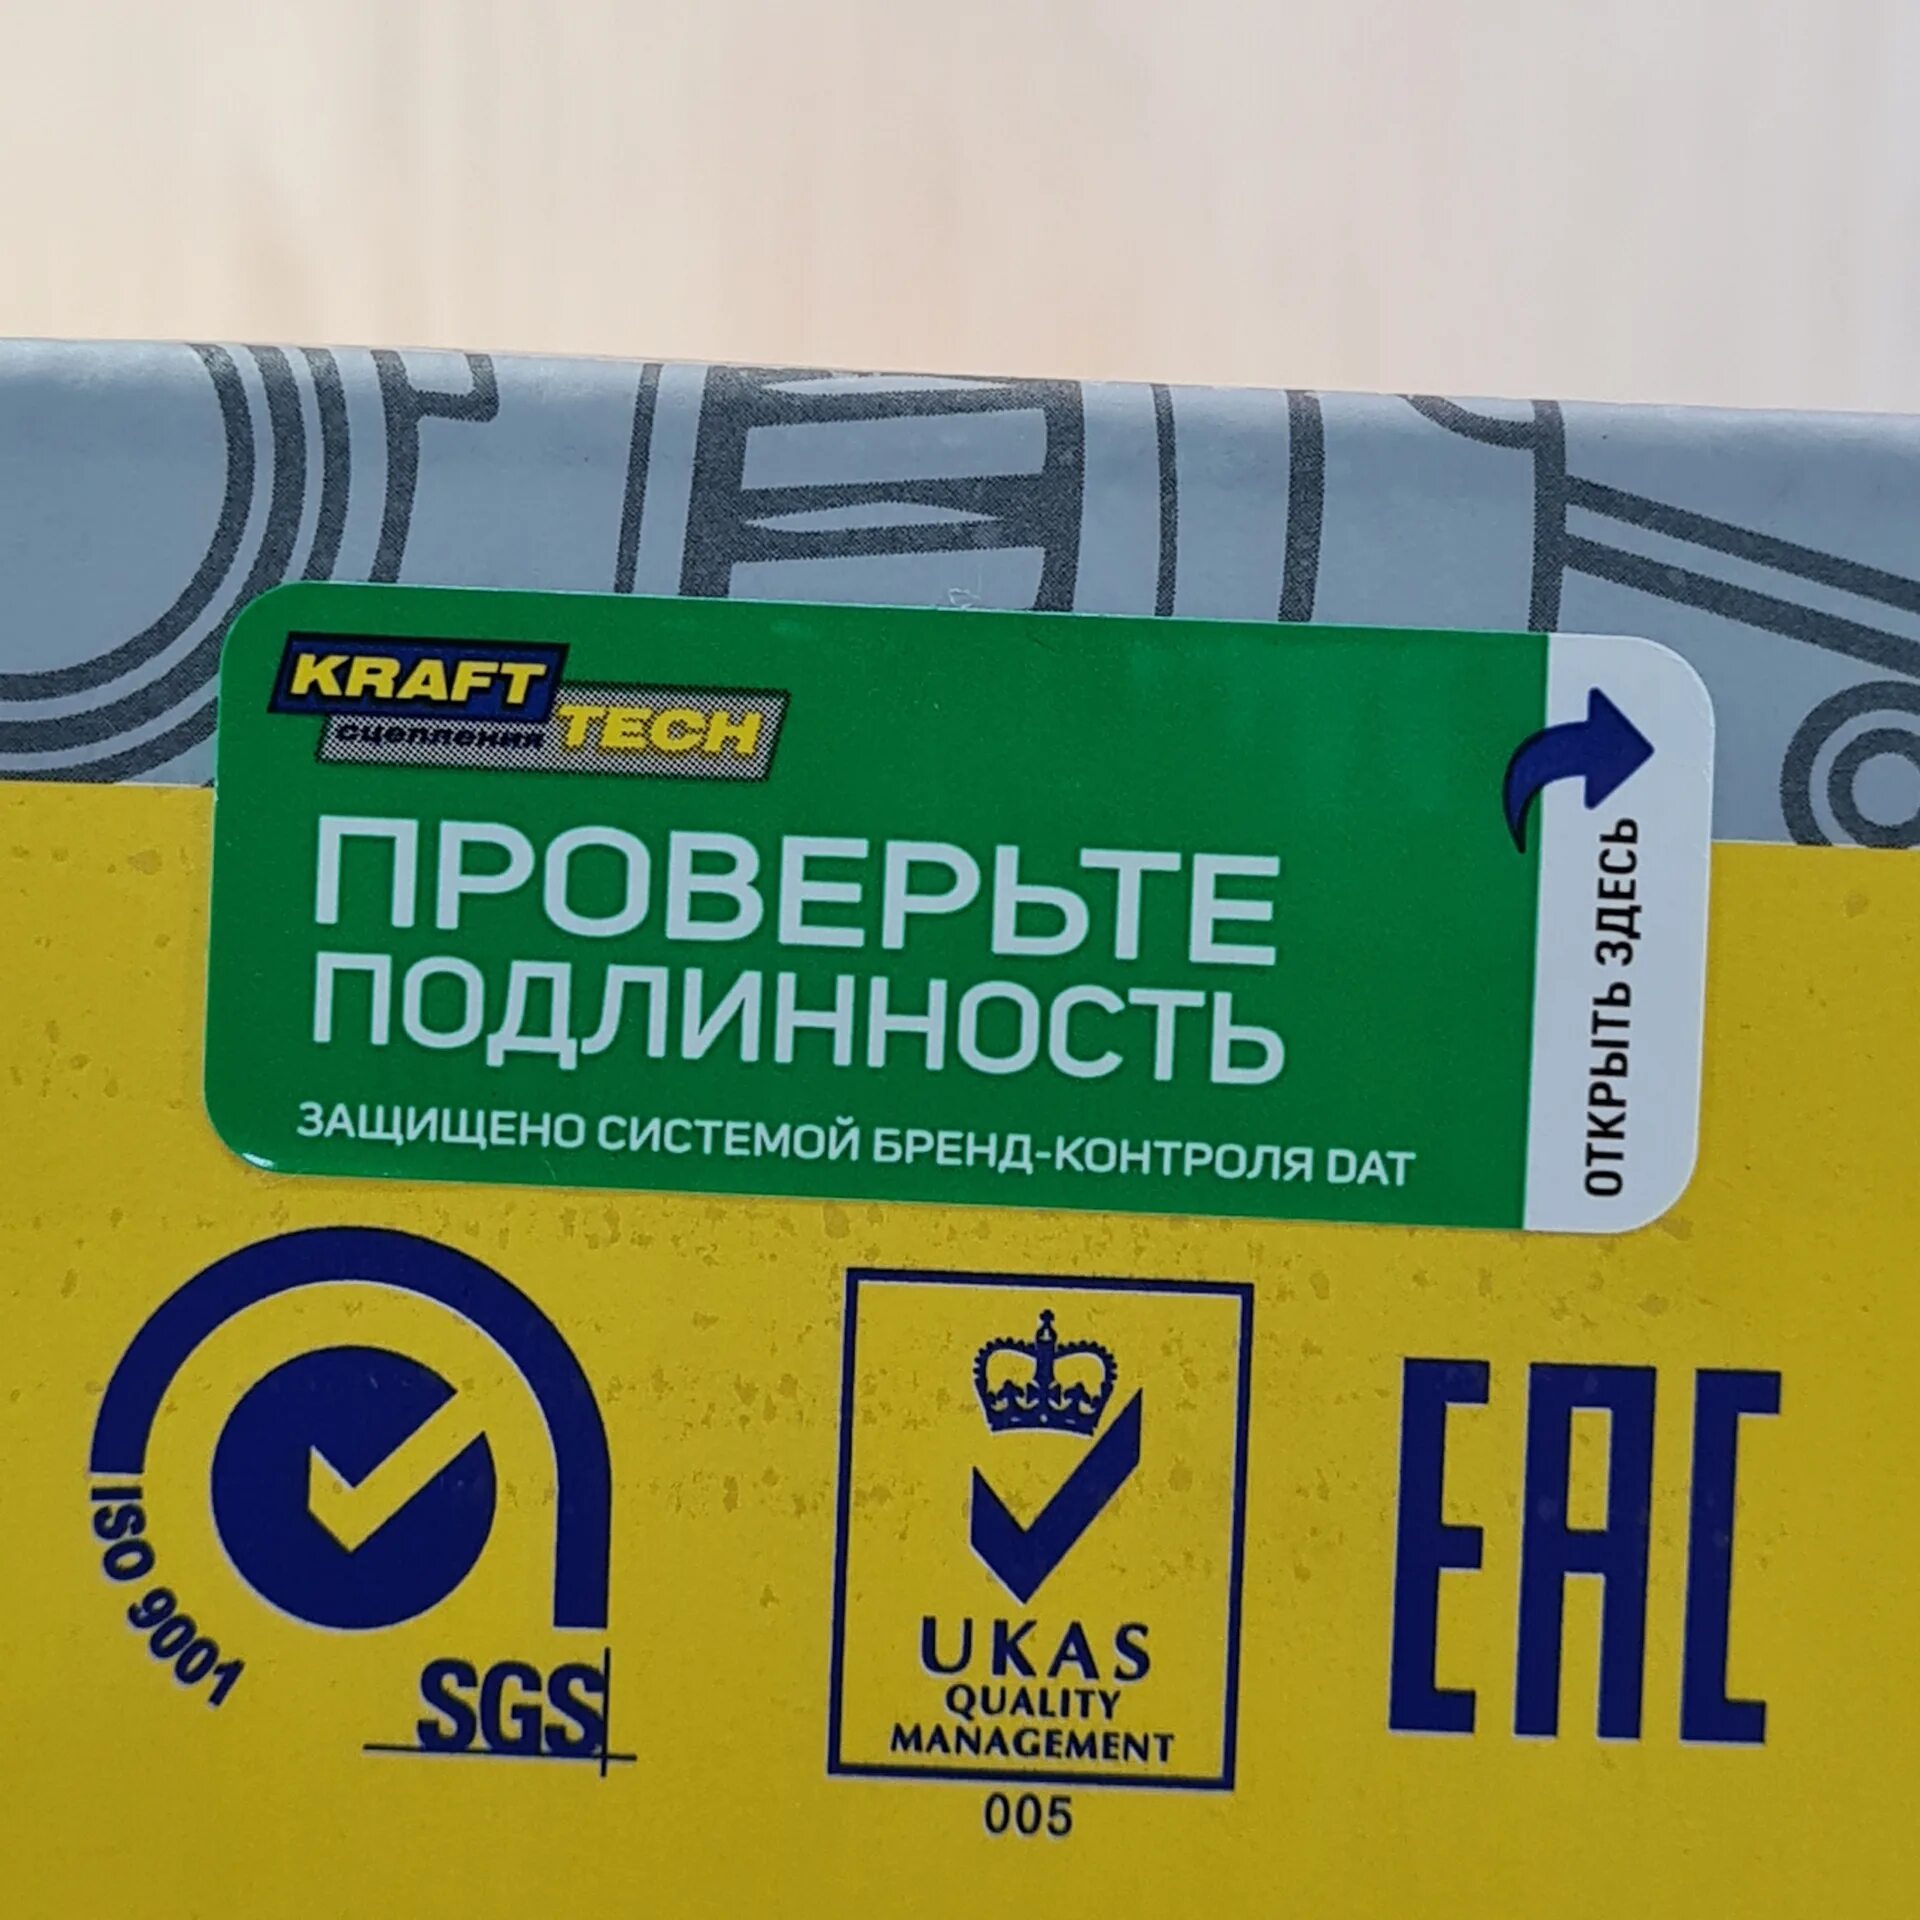 KRAFT
сцепления TECH
ПРОВЕРЬТЕ
ПОДЛИННОСТЬ
ЗАЩИЩЕНО СИСТЕМОЙ БРЕНД-КОНТРОЛЯ DAT
ОТКРЫТЬ ЗДЕСЬ
ISO 9001
SGS
UKAS
QUALITY
MANAGEMENT
005
EAC